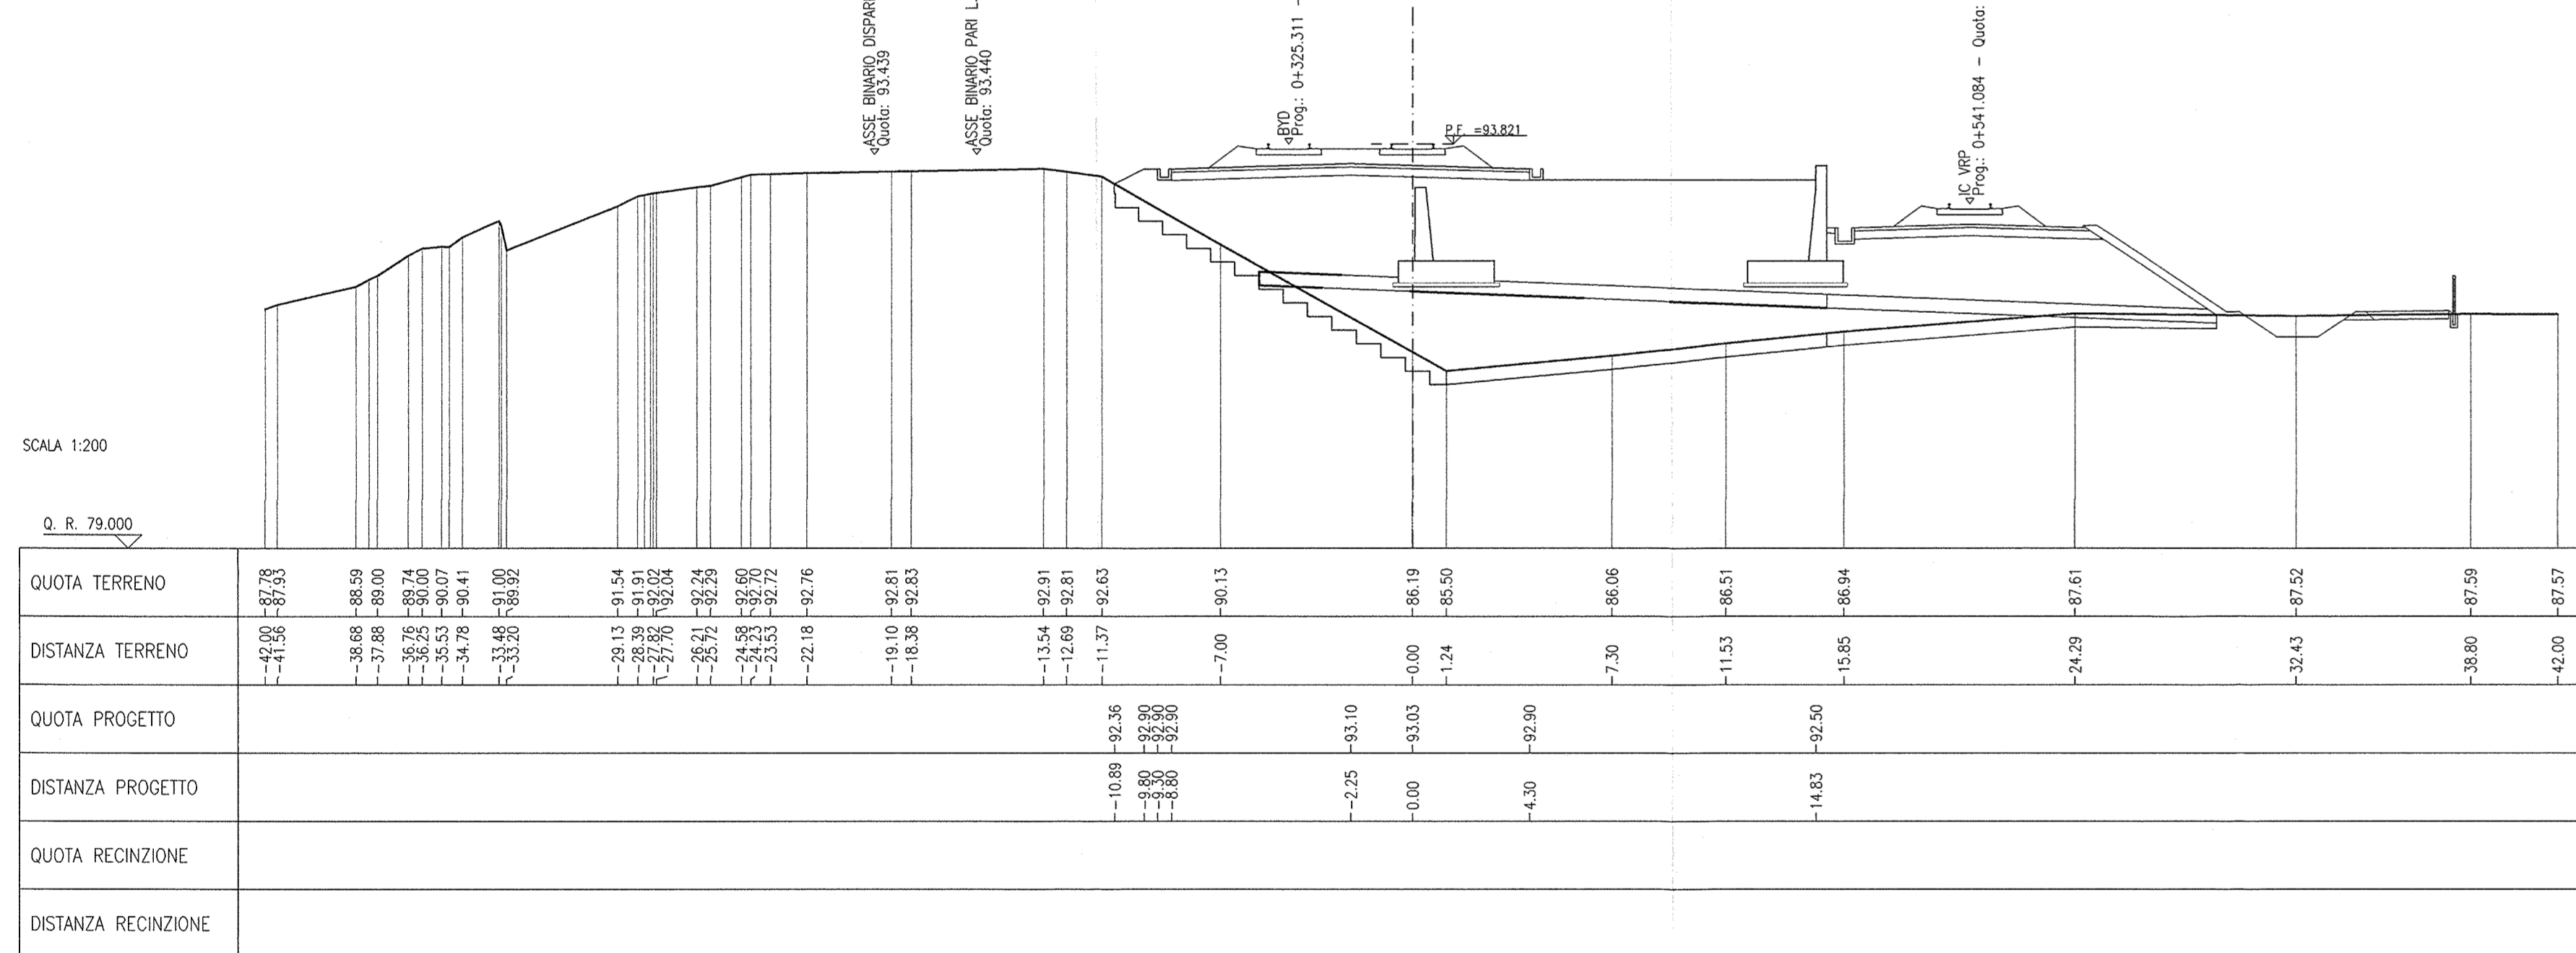 ASSE BINARIO DISPARI
Quota: 93.439
ASSE BINARIO PARI
Quota: 93.440
BYD
Prog.: 0+325.311 -
P.F. =93.821
IC VRP
Prog.: 0+541.084 - Quota:
SCALA 1:200
Q. R. 79.000
QUOTA TERRENO 87.78 87.93 88.59 89.00 89.74 90.00 90.07 90.41 91.00 89.92 91.54 91.91 92.02 92.04 92.24 92.29 92.60 92.70 92.72 92.76 92.81 92.83 92.91 92.81 92.63 90.13 86.19 85.50 86.06 86.51 86.94 87.61 87.52 87.59 87.57
DISTANZA TERRENO -42.00 -41.56 -38.68 -37.88 -36.76 -36.25 -35.53 -34.78 -33.48 -33.20 -29.13 -28.39 -27.82 -27.70 -26.21 -25.72 -24.58 -24.23 -23.53 -22.18 -19.10 -18.38 -13.54 -12.69 -11.37 -7.00 0.00 1.24 7.30 11.53 15.85 24.29 32.43 38.80 42.00
QUOTA PROGETTO 92.36 92.90 92.90 92.90 93.10 93.03 92.90 92.50
DISTANZA PROGETTO -10.89 -9.80 -9.30 -8.80 -2.25 0.00 4.30 14.83
QUOTA RECINZIONE
DISTANZA RECINZIONE